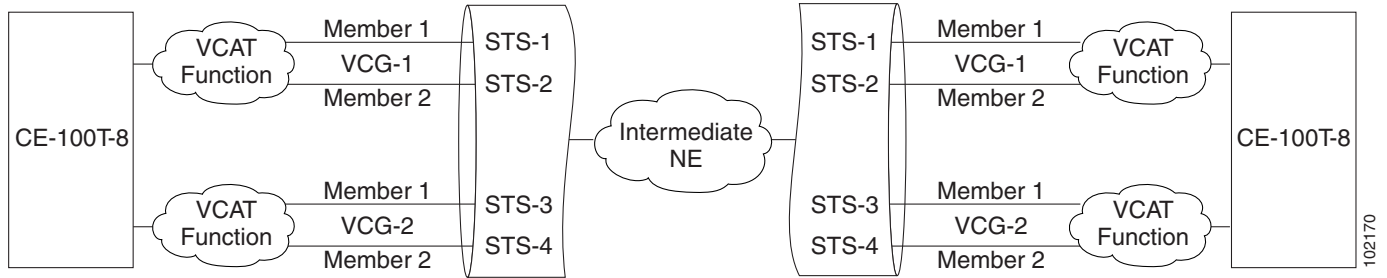 CE-100T-8
VCAT
Function
Member 1
VCG-1
Member 2
STS-1
STS-2
VCAT
Function
Member 1
VCG-2
Member 2
STS-3
STS-4
Intermediate
NE
STS-1
STS-2
Member 1
VCG-1
Member 2
VCAT
Function
STS-3
STS-4
Member 1
VCG-2
Member 2
VCAT
Function
CE-100T-8
102170